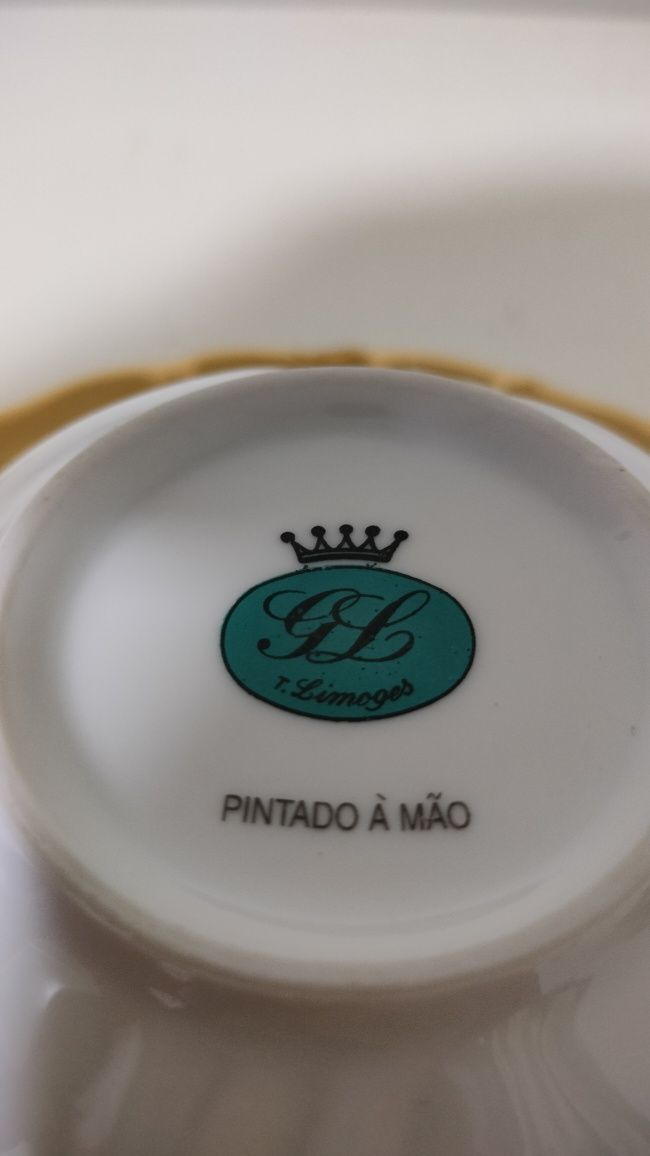 GL
T. Limoges
PINTADO À MÃO